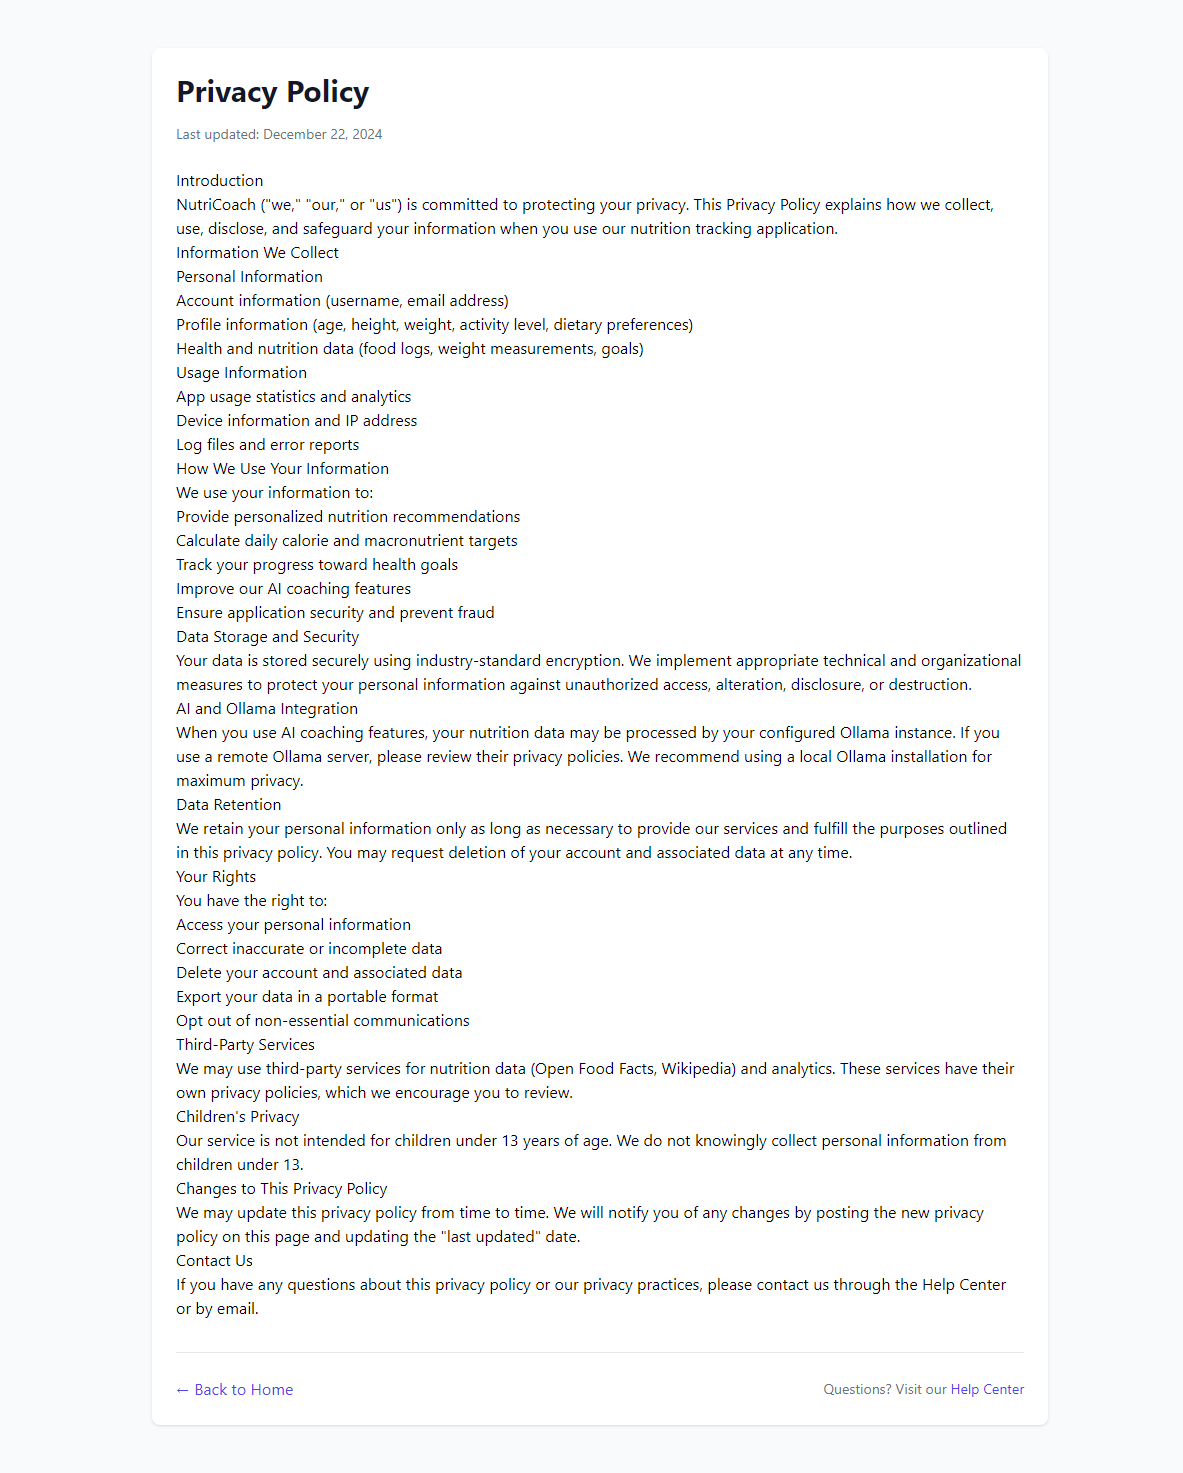 Privacy Policy
Last updated: December 22, 2024
Introduction
NutriCoach ("we," "our," or "us") is committed to protecting your privacy. This Privacy Policy explains how we collect,
use, disclose, and safeguard your information when you use our nutrition tracking application.
Information We Collect
Personal Information
Account information (username, email address)
Profile information (age, height, weight, activity level, dietary preferences)
Health and nutrition data (food logs, weight measurements, goals)
Usage Information
App usage statistics and analytics
Device information and IP address
Log files and error reports
How We Use Your Information
We use your information to:
Provide personalized nutrition recommendations
Calculate daily calorie and macronutrient targets
Track your progress toward health goals
Improve our AI coaching features
Ensure application security and prevent fraud
Data Storage and Security
Your data is stored securely using industry-standard encryption. We implement appropriate technical and organizational
measures to protect your personal information against unauthorized access, alteration, disclosure, or destruction.
AI and Ollama Integration
When you use AI coaching features, your nutrition data may be processed by your configured Ollama instance. If you
use a remote Ollama server, please review their privacy policies. We recommend using a local Ollama installation for
maximum privacy.
Data Retention
We retain your personal information only as long as necessary to provide our services and fulfill the purposes outlined
in this privacy policy. You may request deletion of your account and associated data at any time.
Your Rights
You have the right to:
Access your personal information
Correct inaccurate or incomplete data
Delete your account and associated data
Export your data in a portable format
Opt out of non-essential communications
Third-Party Services
We may use third-party services for nutrition data (Open Food Facts, Wikipedia) and analytics. These services have their
own privacy policies, which we encourage you to review.
Children's Privacy
Our service is not intended for children under 13 years of age. We do not knowingly collect personal information from
children under 13.
Changes to This Privacy Policy
We may update this privacy policy from time to time. We will notify you of any changes by posting the new privacy
policy on this page and updating the "last updated" date.
Contact Us
If you have any questions about this privacy policy or our privacy practices, please contact us through the Help Center
or by email.
← Back to Home
Questions? Visit our Help Center